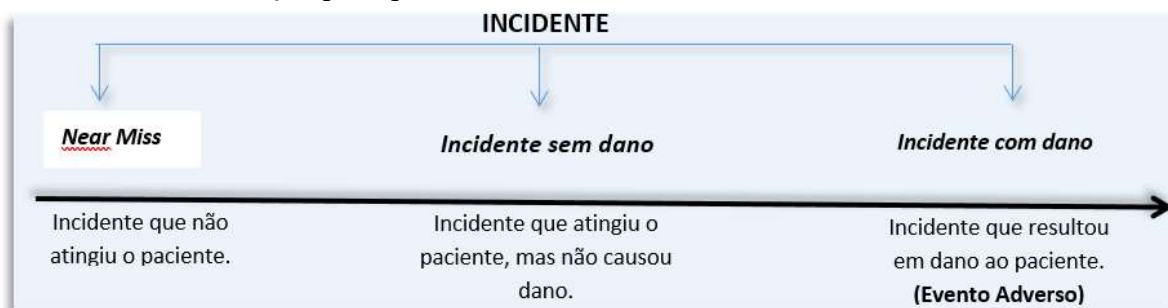 INCIDENTE
Near Miss
Incidente sem dano
Incidente com dano
Incidente que não
atingiu o paciente.
Incidente que atingiu o
paciente, mas não causou
dano.
Incidente que resultou
em dano ao paciente.
(Evento Adverso)